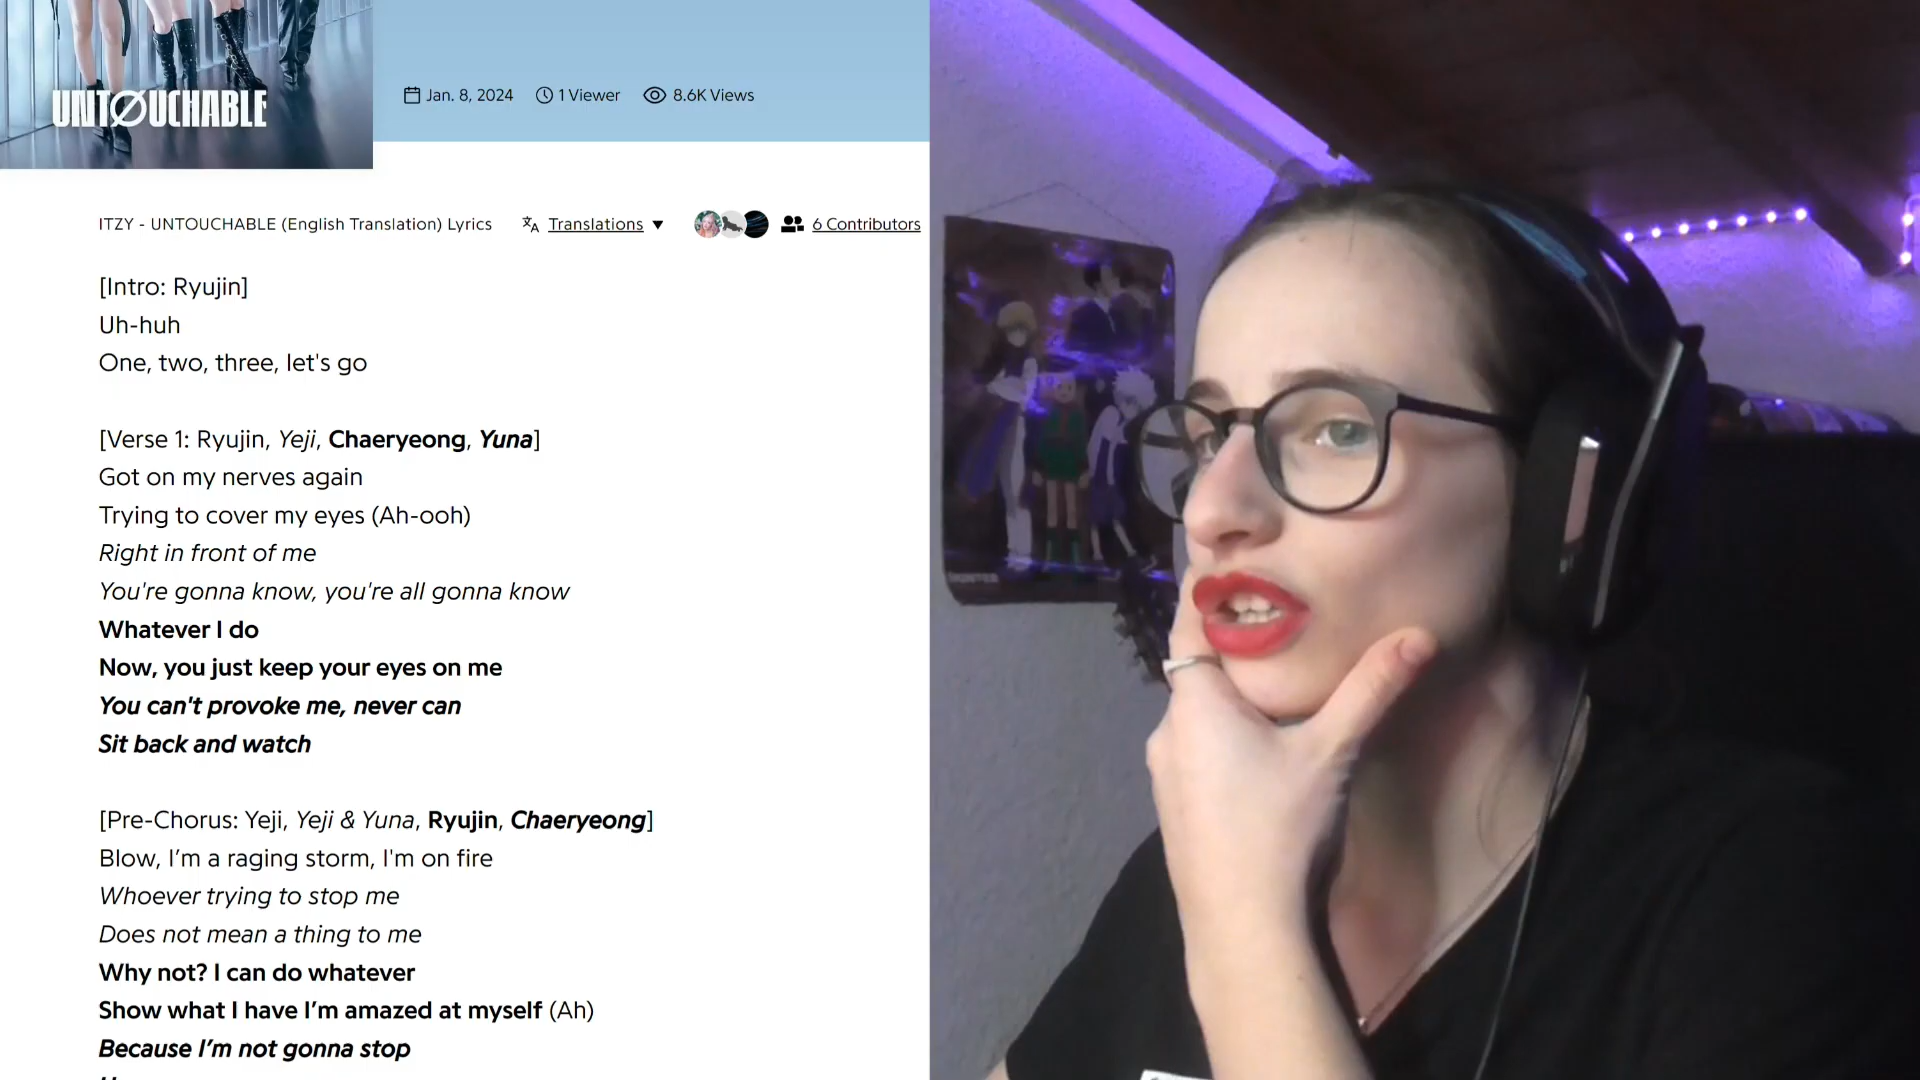 UNTØUCHABLE
Jan. 8, 2024 1 Viewer 8.6K Views
ITZY - UNTOUCHABLE (English Translation) Lyrics Translations ▼ 6 Contributors
[Intro: Ryujin]
Uh-huh
One, two, three, let's go
[Verse 1: Ryujin, Yeji, Chaeryeong, Yuna]
Got on my nerves again
Trying to cover my eyes (Ah-ooh)
Right in front of me
You're gonna know, you're all gonna know
Whatever I do
Now, you just keep your eyes on me
You can't provoke me, never can
Sit back and watch
[Pre-Chorus: Yeji, Yeji & Yuna, Ryujin, Chaeryeong]
Blow, I’m a raging storm, I'm on fire
Whoever trying to stop me
Does not mean a thing to me
Why not? I can do whatever
Show what I have I’m amazed at myself (Ah)
Because I’m not gonna stop